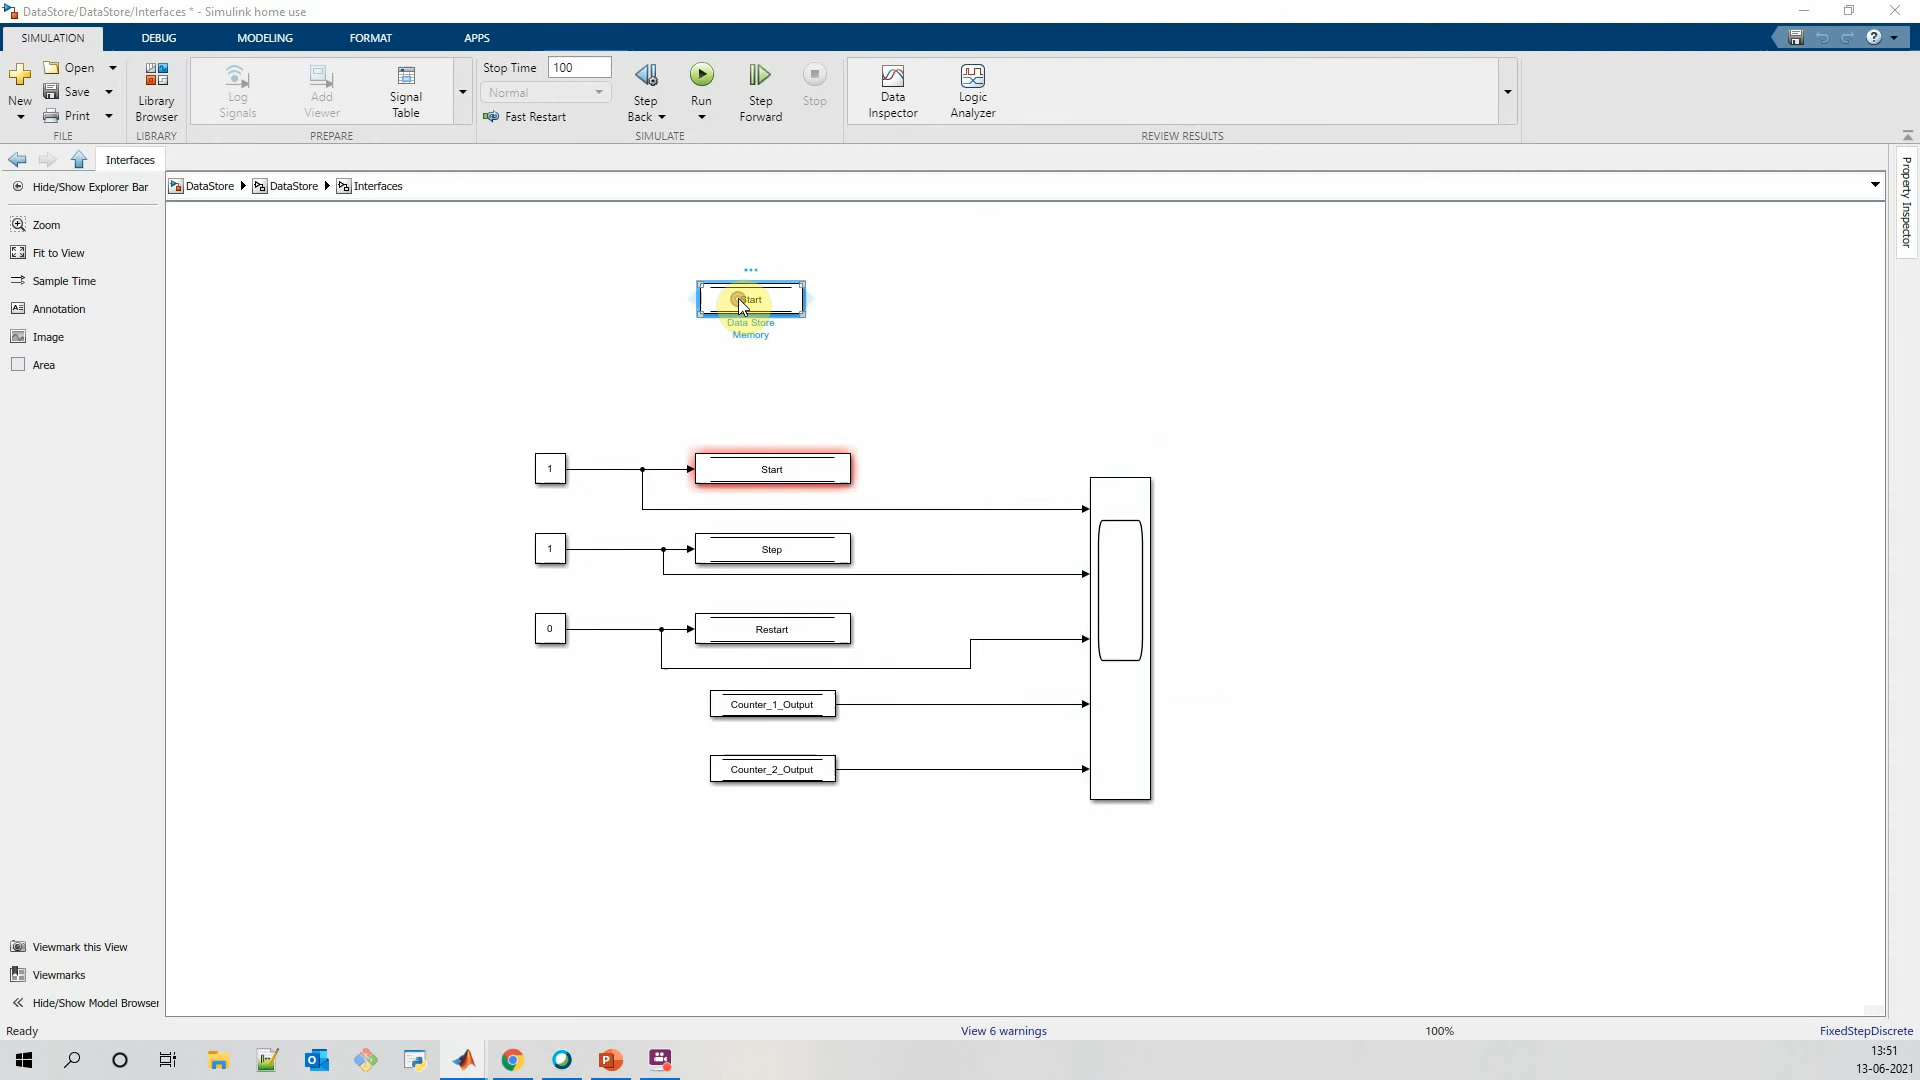 DataStore/DataStore/Interfaces * - Simulink home use
SIMULATION DEBUG MODELING FORMAT APPS
New
Open
Save
Print
FILE
Library
Browser
LIBRARY
Log
Signals
Add
Viewer
Signal
Table
PREPARE
Stop Time 100
Normal
Fast Restart
Step
Back
Run
Step
Forward
Stop
SIMULATE
Data
Inspector
Logic
Analyzer
REVIEW RESULTS
Interfaces
Hide/Show Explorer Bar
DataStore DataStore Interfaces
Property Inspector
Zoom
Fit to View
Sample Time
Annotation
Image
Area
Start
Data Store
Memory
1 Start
1 Step
0 Restart
Counter_1_Output
Counter_2_Output
Viewmark this View
Viewmarks
Hide/Show Model Browser
Ready View 6 warnings 100% FixedStepDiscrete
13:51
13-06-2021